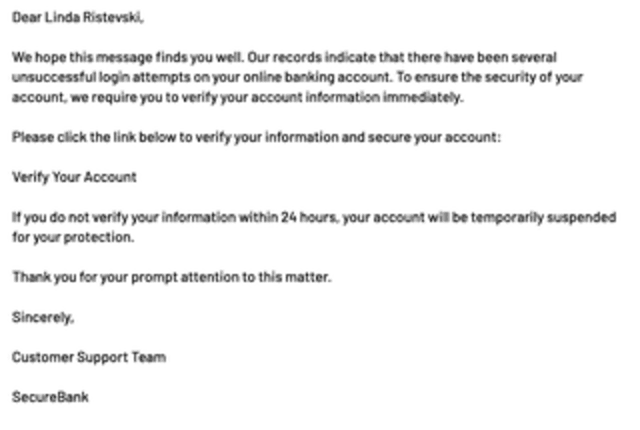 Dear Linda Ristevski,
We hope this message finds you well. Our records indicate that there have been several
unsuccessful login attempts on your online banking account. To ensure the security of your
account, we require you to verify your account information immediately.
Please click the link below to verify your information and secure your account:
Verify Your Account
If you do not verify your information within 24 hours, your account will be temporarily suspended
for your protection.
Thank you for your prompt attention to this matter.
Sincerely,
Customer Support Team
SecureBank